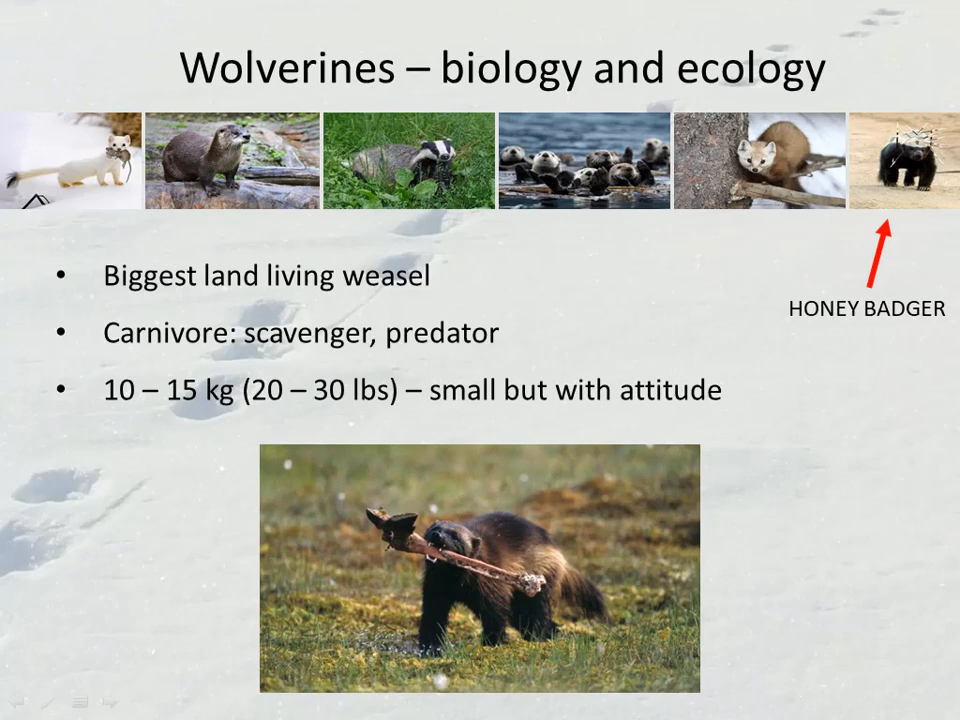 Wolverines – biology and ecology
HONEY BADGER
• Biggest land living weasel
• Carnivore: scavenger, predator
• 10 – 15 kg (20 – 30 lbs) – small but with attitude